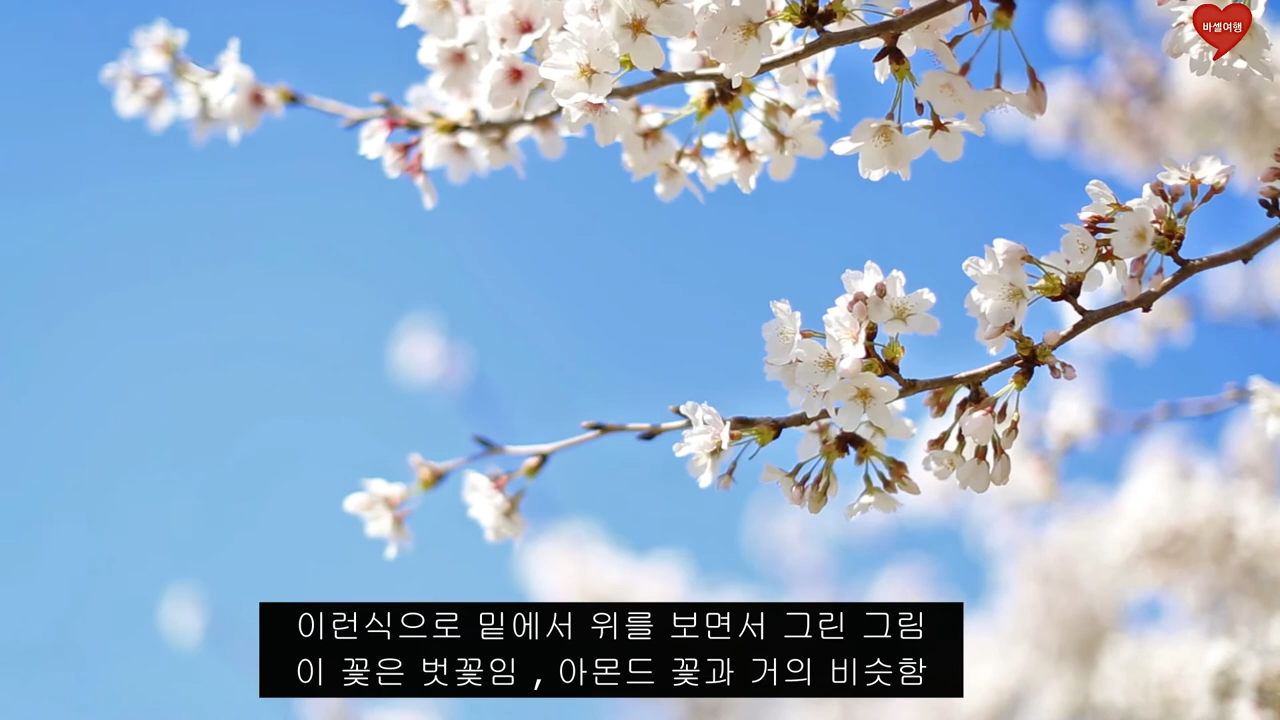 바셀여행
이런식으로 밑에서 위를 보면서 그린 그림
이 꽃은 벗꽃임 , 아몬드 꽃과 거의 비슷함